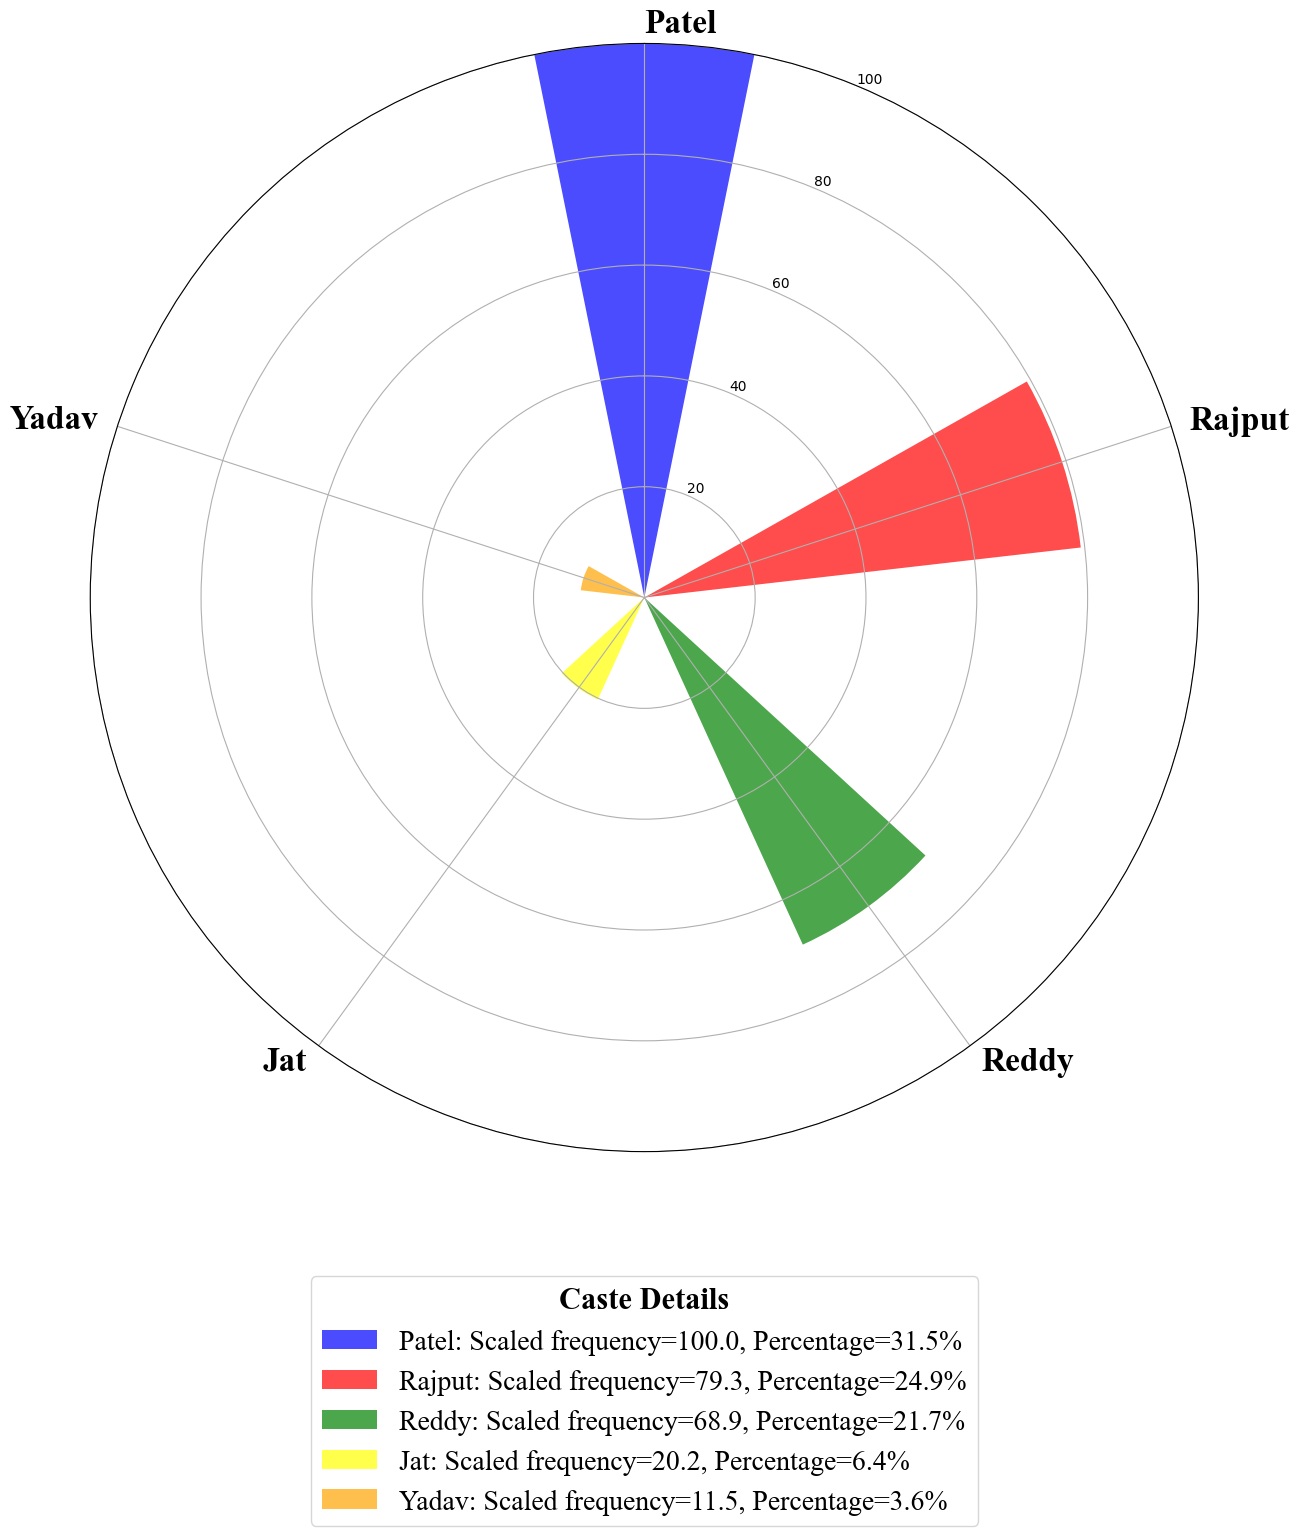 Patel
100
80
60
40
20
Yadav
Rajput
Jat
Reddy
Caste Details
Patel: Scaled frequency=100.0, Percentage=31.5%
Rajput: Scaled frequency=79.3, Percentage=24.9%
Reddy: Scaled frequency=68.9, Percentage=21.7%
Jat: Scaled frequency=20.2, Percentage=6.4%
Yadav: Scaled frequency=11.5, Percentage=3.6%